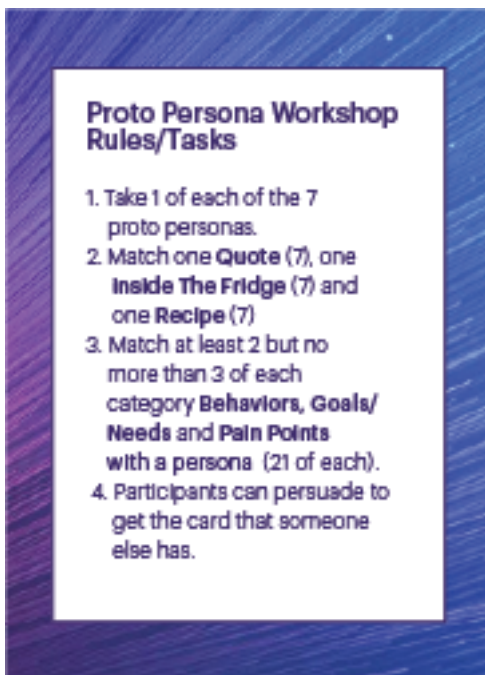 Proto Persona Workshop
Rules/Tasks
1. Take 1 of each of the 7
proto personas.
2. Match one Quote (7), one
Inside The Fridge (7) and
one Recipe (7)
3. Match at least 2 but no
more than 3 of each
category Behaviors, Goals/
Needs and Pain Points
with a persona (21 of each).
4. Participants can persuade to
get the card that someone
else has.